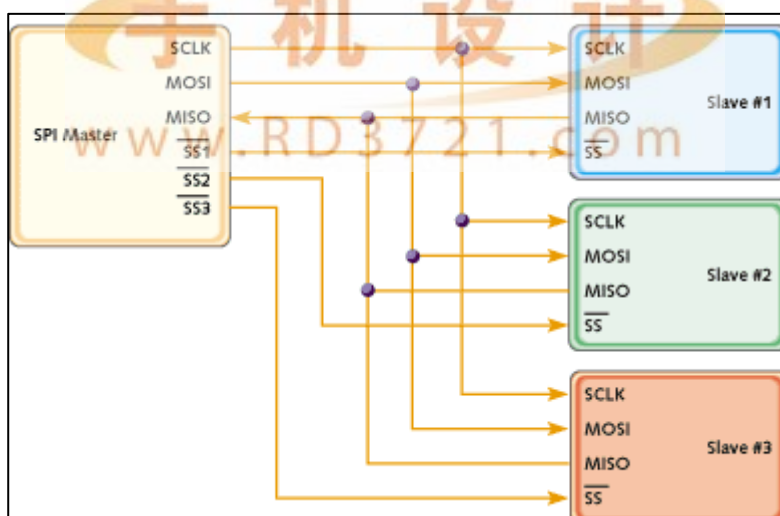 手机设计
www.RD3721.com
SPI Master
SCLK
MOSI
MISO
SS1
SS2
SS3
SCLK
MOSI
MISO
SS
Slave #1
SCLK
MOSI
MISO
SS
Slave #2
SCLK
MOSI
MISO
SS
Slave #3